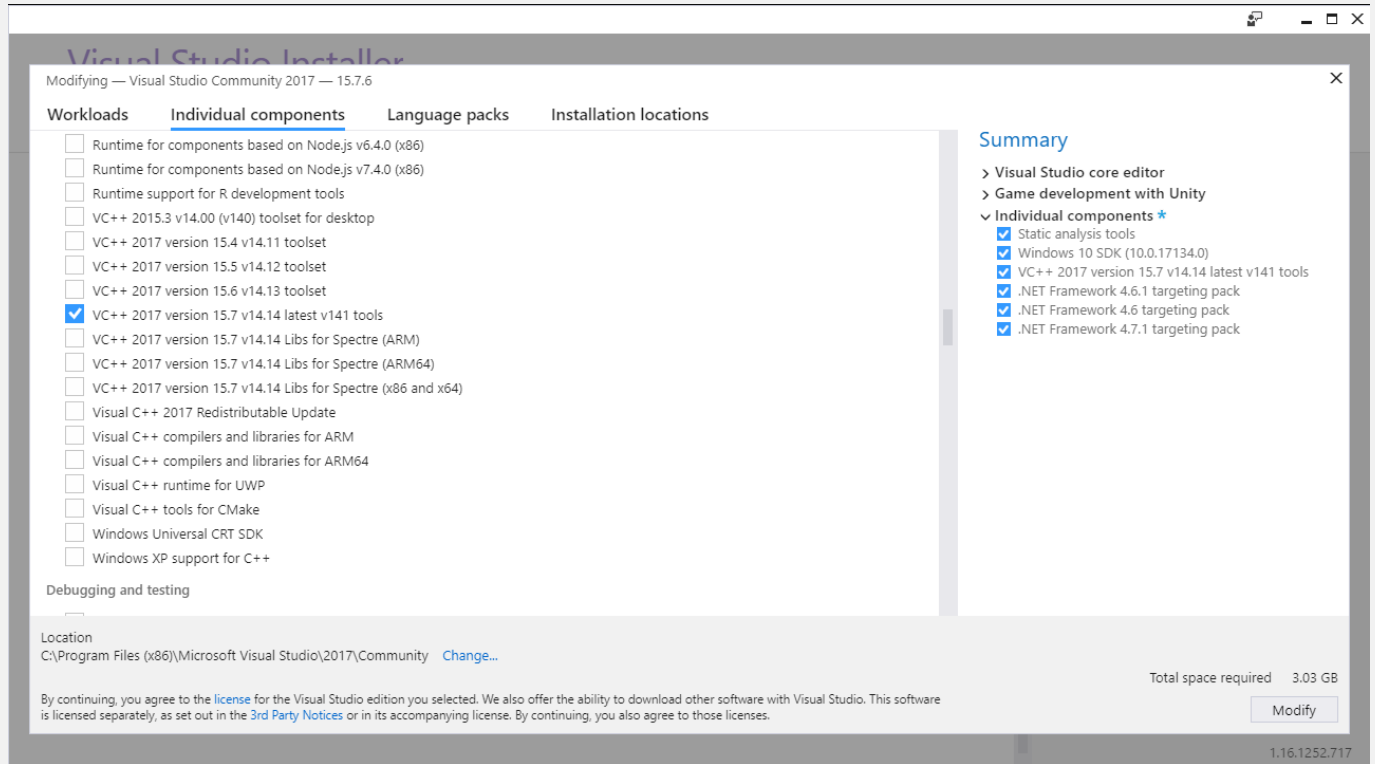 Visual Studio Installer
Modifying — Visual Studio Community 2017 — 15.7.6
Workloads Individual components Language packs Installation locations
Runtime for components based on Node.js v6.4.0 (x86)
Runtime for components based on Node.js v7.4.0 (x86)
Runtime support for R development tools
VC++ 2015.3 v14.00 (v140) toolset for desktop
VC++ 2017 version 15.4 v14.11 toolset
VC++ 2017 version 15.5 v14.12 toolset
VC++ 2017 version 15.6 v14.13 toolset
VC++ 2017 version 15.7 v14.14 latest v141 tools
VC++ 2017 version 15.7 v14.14 Libs for Spectre (ARM)
VC++ 2017 version 15.7 v14.14 Libs for Spectre (ARM64)
VC++ 2017 version 15.7 v14.14 Libs for Spectre (x86 and x64)
Visual C++ 2017 Redistributable Update
Visual C++ compilers and libraries for ARM
Visual C++ compilers and libraries for ARM64
Visual C++ runtime for UWP
Visual C++ tools for CMake
Windows Universal CRT SDK
Windows XP support for C++
Debugging and testing
Summary
Visual Studio core editor
Game development with Unity
Individual components *
Static analysis tools
Windows 10 SDK (10.0.17134.0)
VC++ 2017 version 15.7 v14.14 latest v141 tools
.NET Framework 4.6.1 targeting pack
.NET Framework 4.6 targeting pack
.NET Framework 4.7.1 targeting pack
Location
C:\Program Files (x86)\Microsoft Visual Studio\2017\Community Change...
Total space required 3.03 GB
By continuing, you agree to the license for the Visual Studio edition you selected. We also offer the ability to download other software with Visual Studio. This software
is licensed separately, as set out in the 3rd Party Notices or in its accompanying license. By continuing, you also agree to those licenses.
Modify
1.16.1252.717